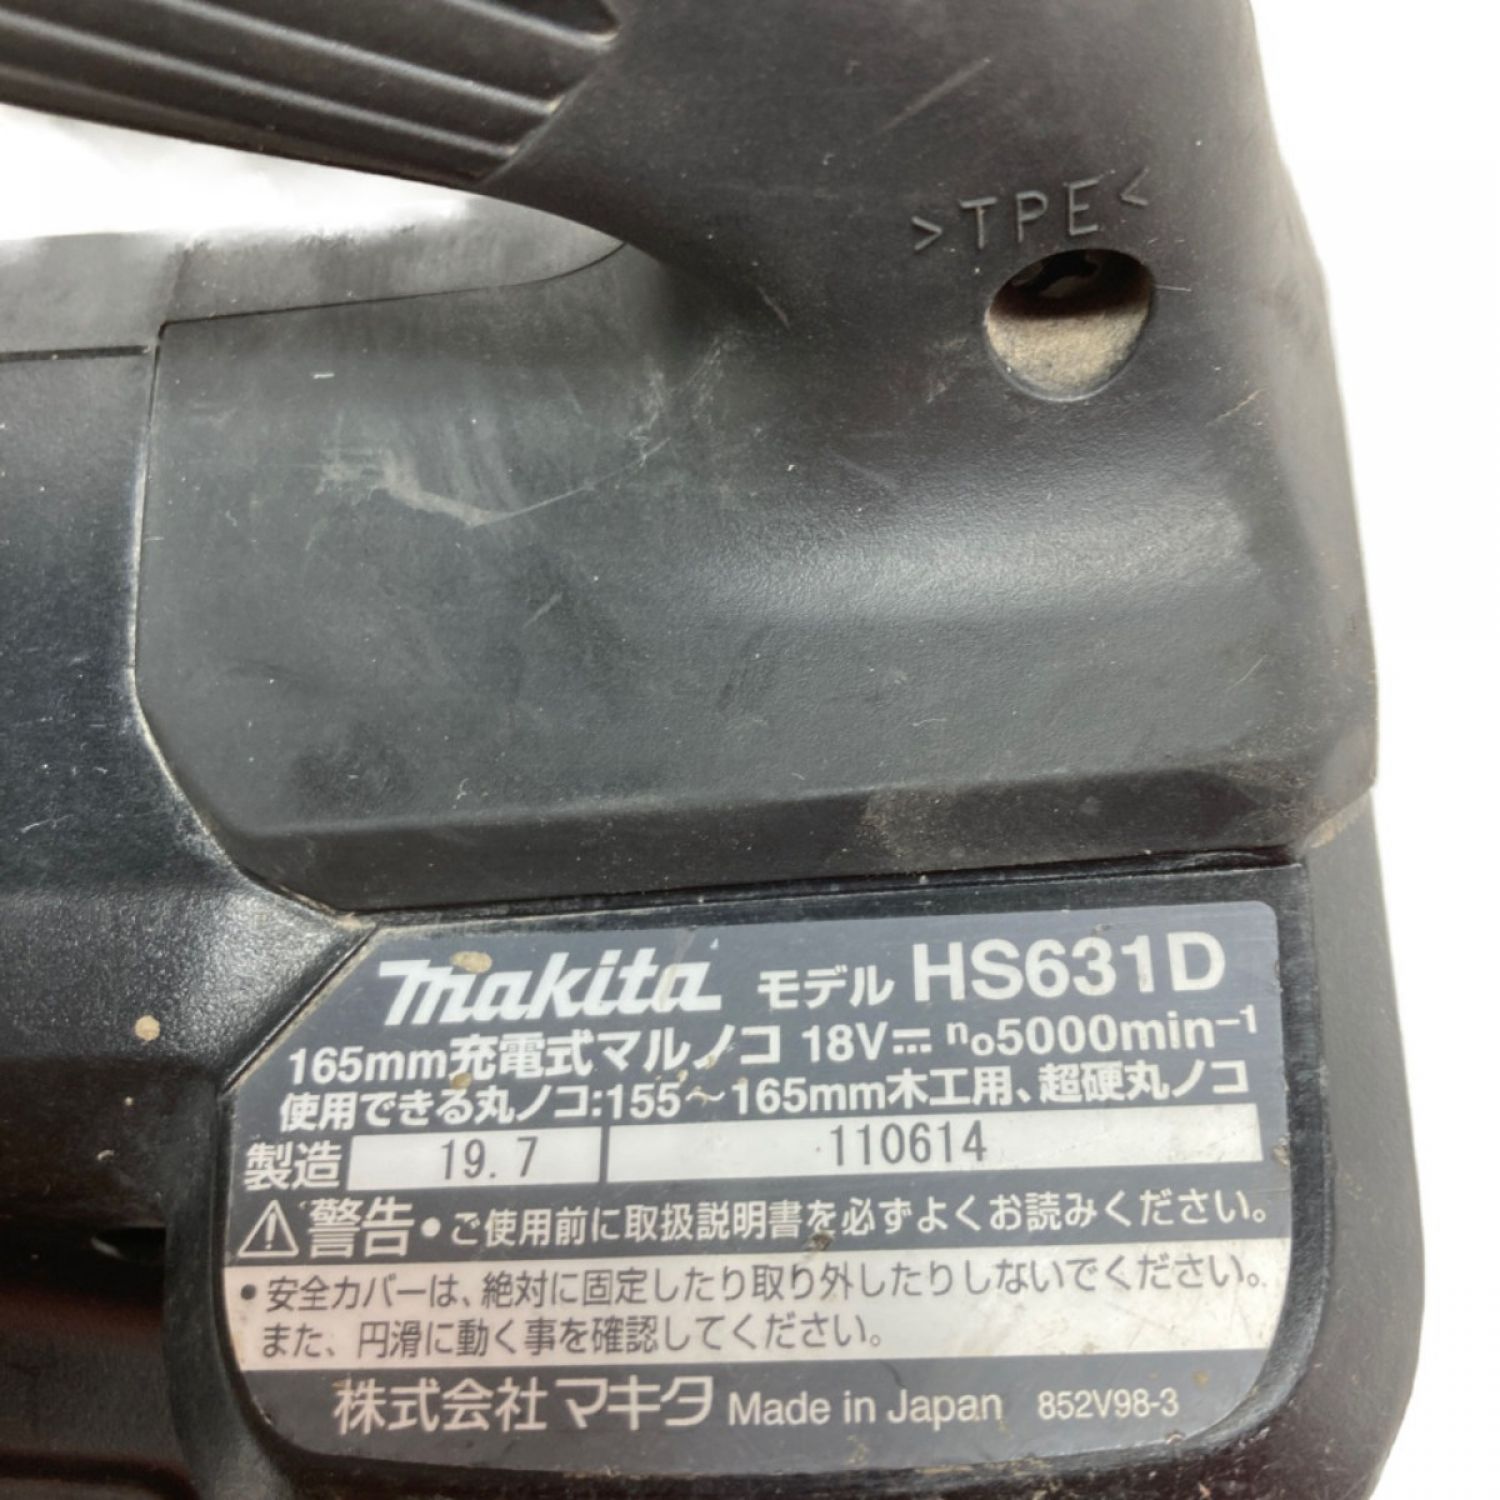 >TPE<
makita モデル HS631D
165mm充電式マルノコ 18V⎓ no5000min⁻¹
使用できる丸ノコ:155～165mm木工用、超硬丸ノコ
製造 19.7 110614
⚠警告 •ご使用前に取扱説明書を必ずよくお読みください。
•安全カバーは、絶対に固定したり取り外したりしないでください。
また、円滑に動く事を確認してください。
株式会社マキタ Made in Japan 852V98-3